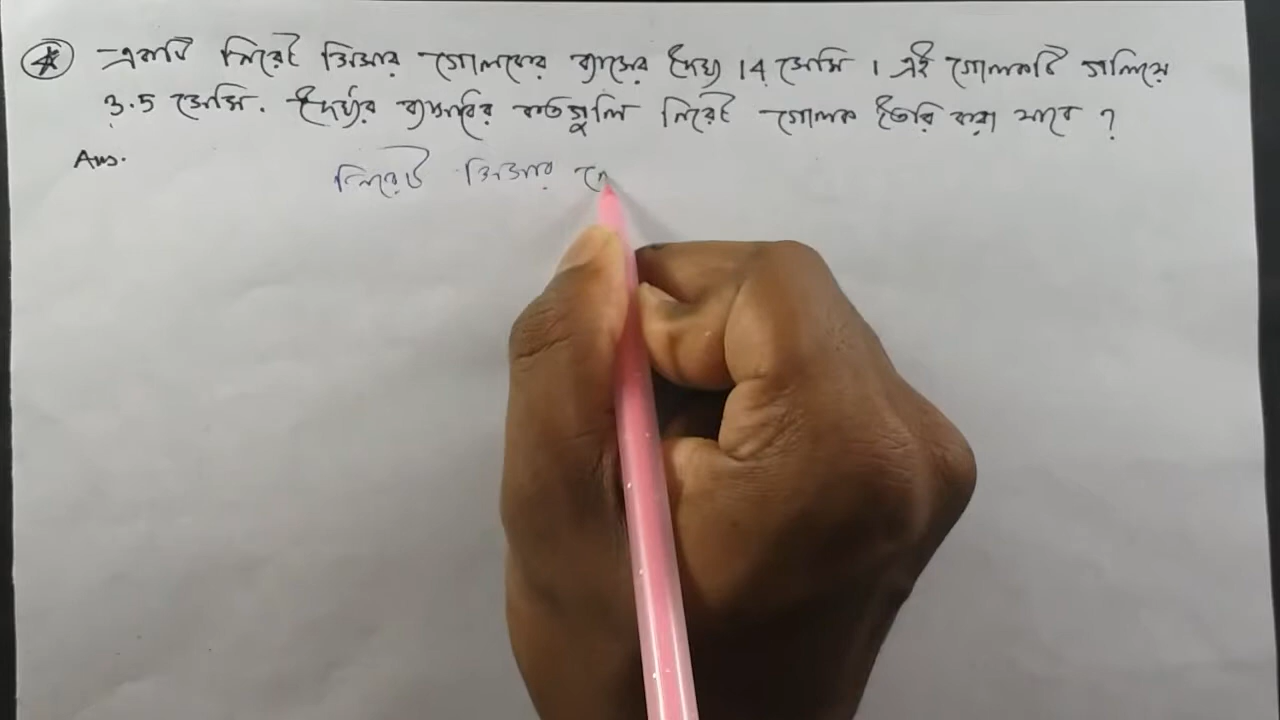 একটি নিরেট সিসার গোলকের ব্যাসের দৈর্ঘ্য 14 সেমি । এই গোলকটি গলিয়ে
3.5 সেমি. দৈর্ঘ্যের ব্যাসার্ধের কতগুলি নিরেট গোলক তৈরি করা যাবে ?
Ans. নিরেট সিসার গো